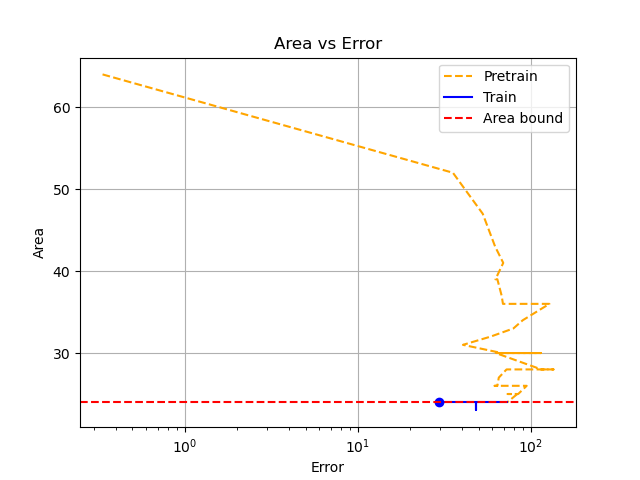 Area vs Error
Pretrain
Train
Area bound
Area
60
50
40
30
10⁰
10¹
10²
Error